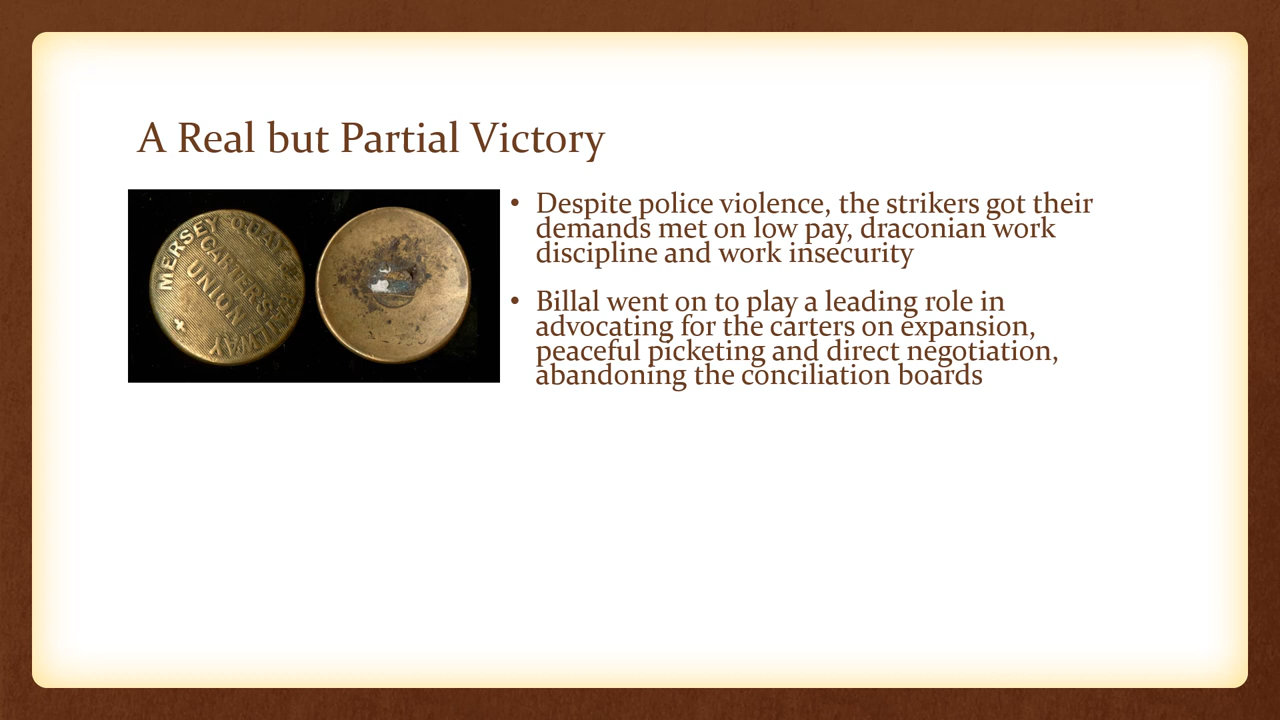 A Real but Partial Victory
MERSEY QUAY & RAILWAY
CARTER'S
UNION
• Despite police violence, the strikers got their
demands met on low pay, draconian work
discipline and work insecurity
• Billal went on to play a leading role in
advocating for the carters on expansion,
peaceful picketing and direct negotiation,
abandoning the conciliation boards